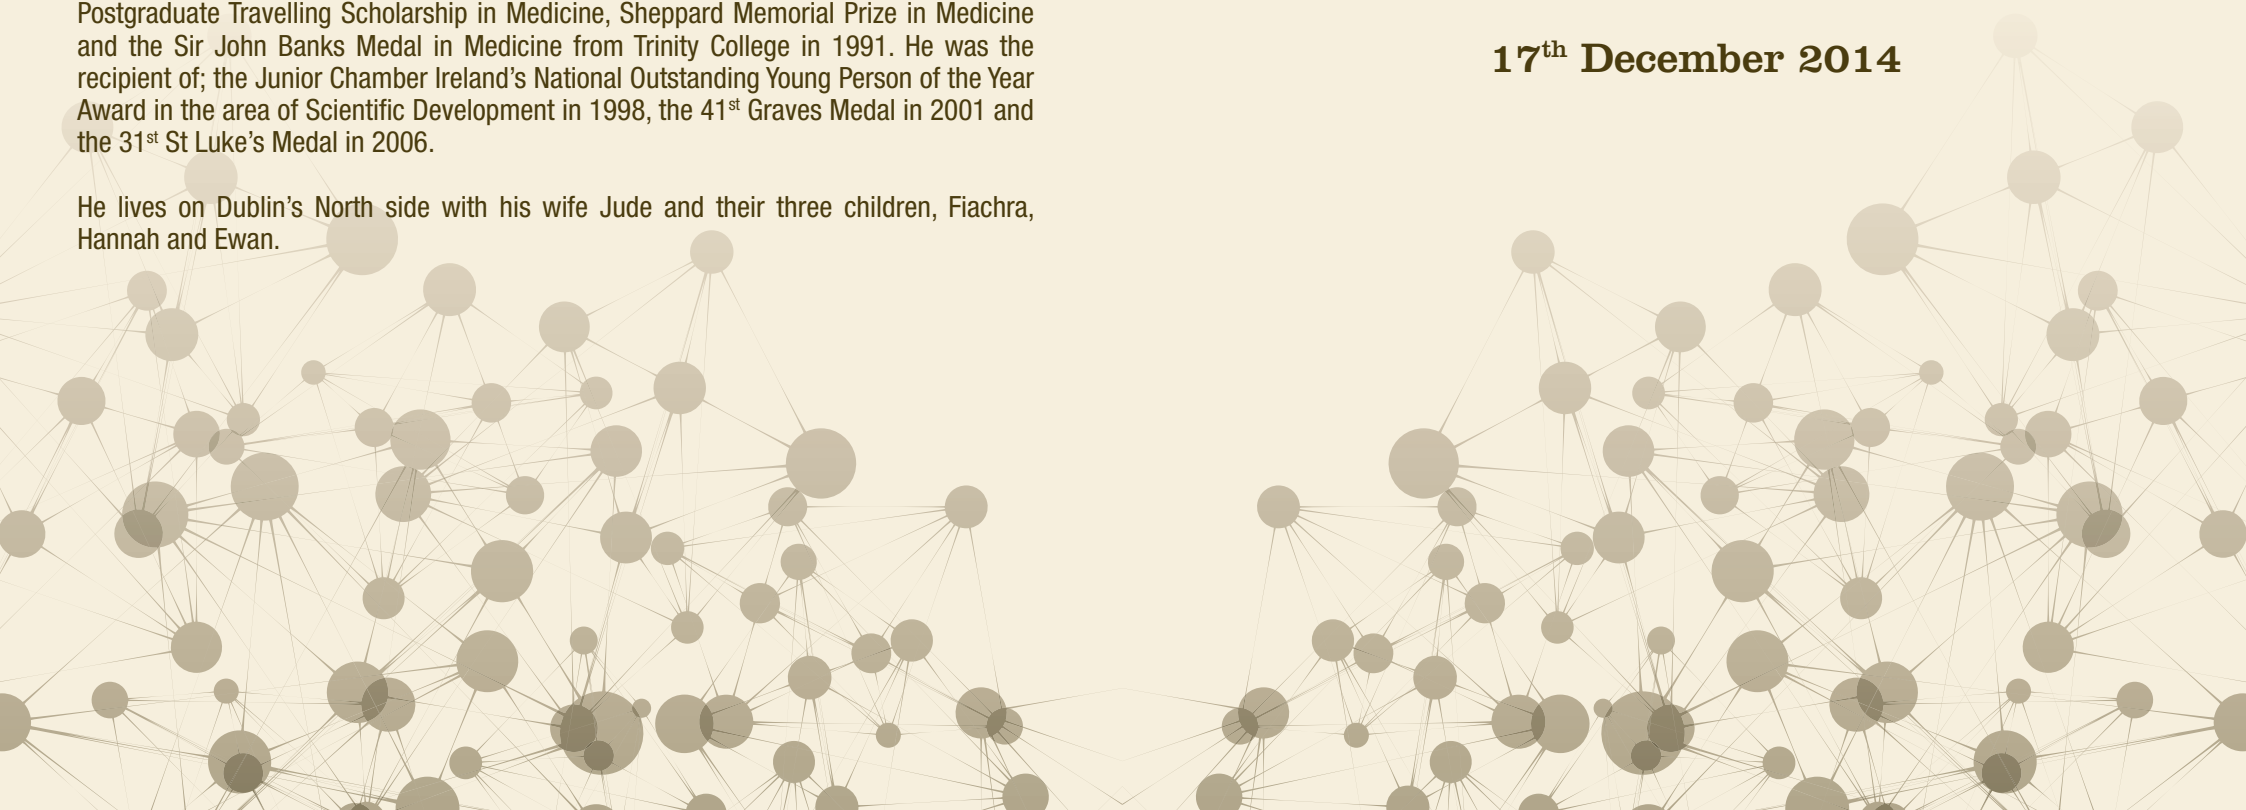 Postgraduate Travelling Scholarship in Medicine, Sheppard Memorial Prize in Medicine
and the Sir John Banks Medal in Medicine from Trinity College in 1991. He was the
recipient of; the Junior Chamber Ireland’s National Outstanding Young Person of the Year
Award in the area of Scientific Development in 1998, the 41st Graves Medal in 2001 and
the 31st St Luke’s Medal in 2006.
He lives on Dublin’s North side with his wife Jude and their three children, Fiachra,
Hannah and Ewan.
17th December 2014